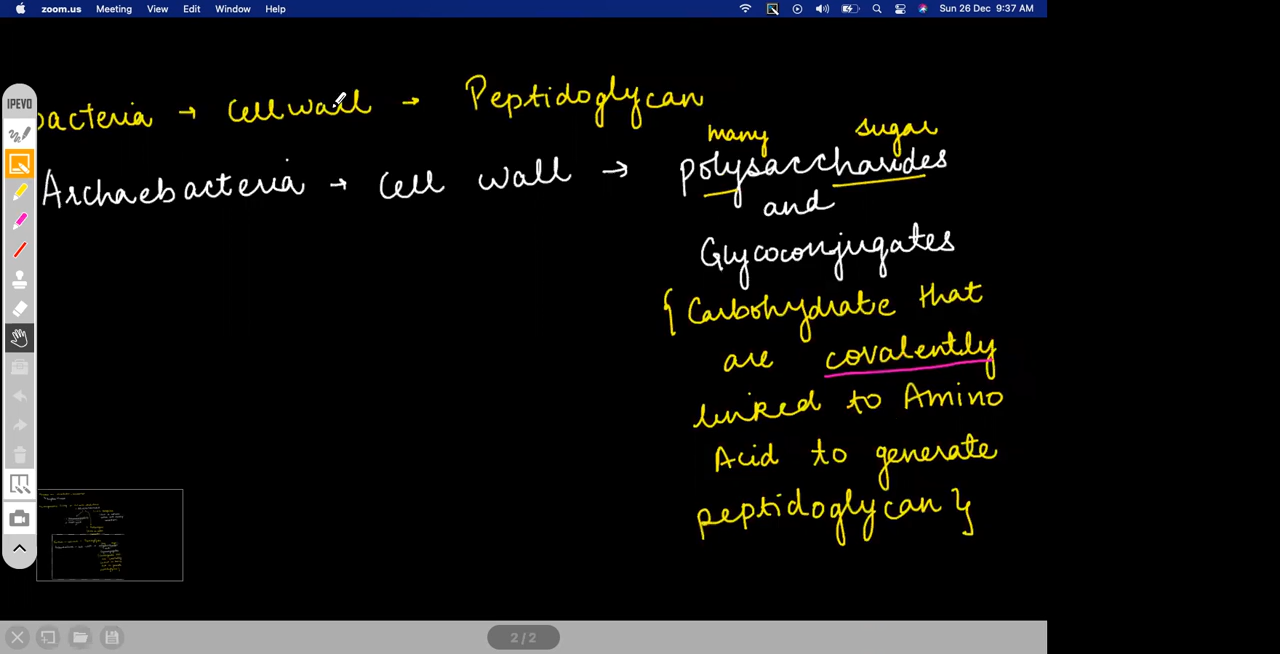 zoom.us Meeting View Edit Window Help Sun 26 Dec 9:37 AM
IPEVO
bacteria → Cell wall → Peptidoglycan
many sugar
Archaebacteria → Cell wall → polysaccharides
and
Glycoconjugates
{ Carbohydrate that
are covalently
linked to Amino
Acid to generate
peptidoglycan }
2 / 2